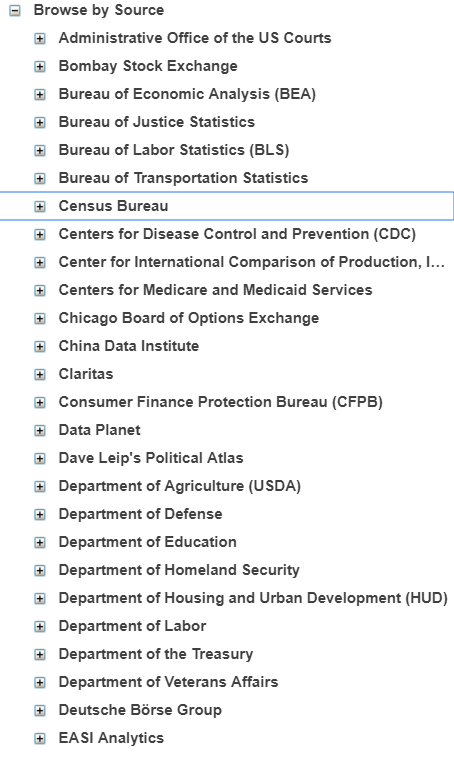 Browse by Source
Administrative Office of the US Courts
Bombay Stock Exchange
Bureau of Economic Analysis (BEA)
Bureau of Justice Statistics
Bureau of Labor Statistics (BLS)
Bureau of Transportation Statistics
Census Bureau
Centers for Disease Control and Prevention (CDC)
Center for International Comparison of Production, I...
Centers for Medicare and Medicaid Services
Chicago Board of Options Exchange
China Data Institute
Claritas
Consumer Finance Protection Bureau (CFPB)
Data Planet
Dave Leip's Political Atlas
Department of Agriculture (USDA)
Department of Defense
Department of Education
Department of Homeland Security
Department of Housing and Urban Development (HUD)
Department of Labor
Department of the Treasury
Department of Veterans Affairs
Deutsche Börse Group
EASI Analytics